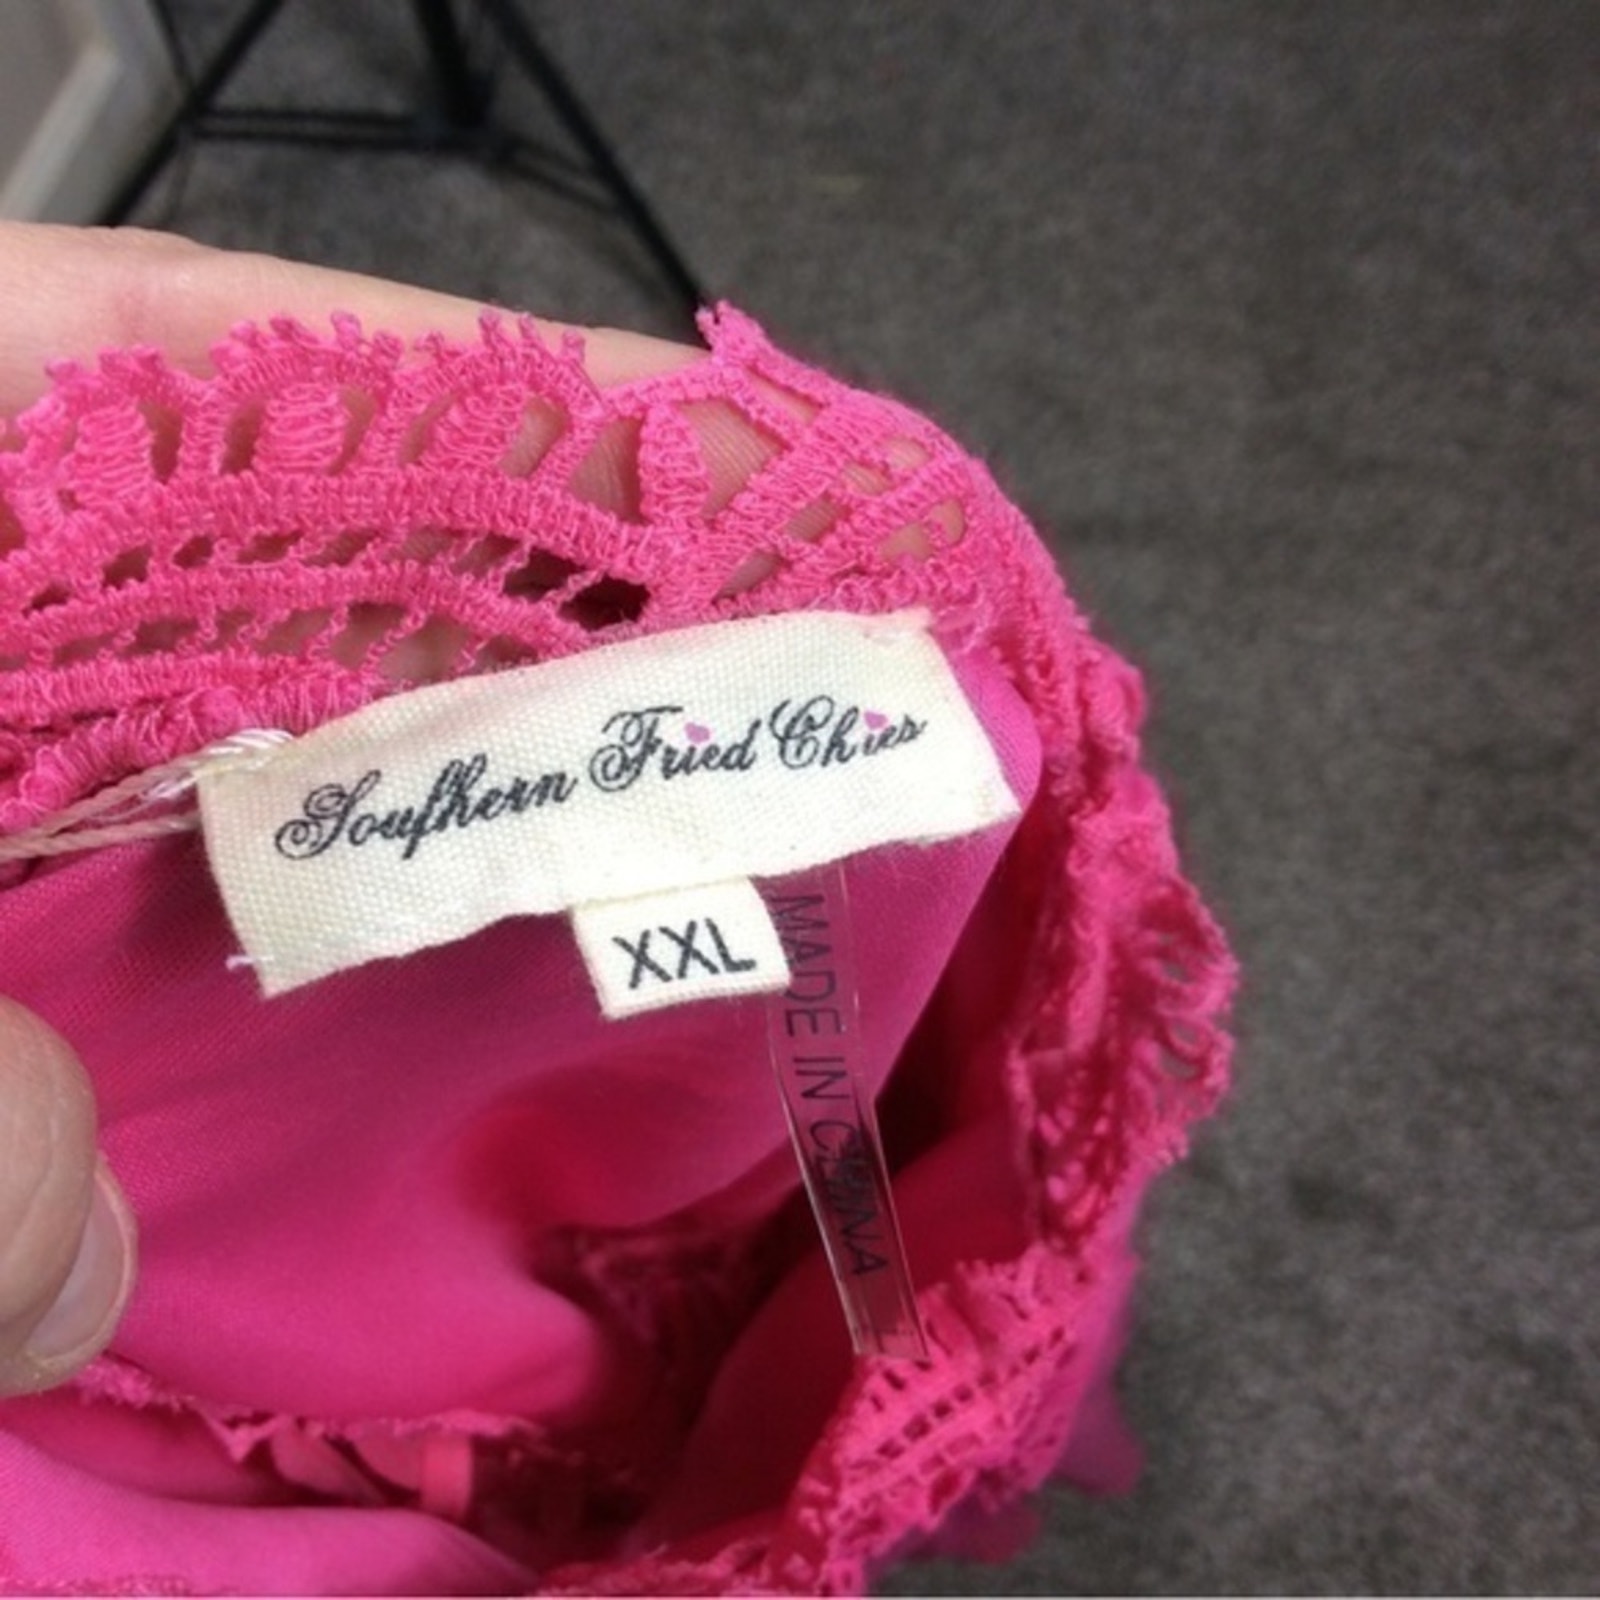 Southern Fried Chics
XXL
MADE IN CHINA